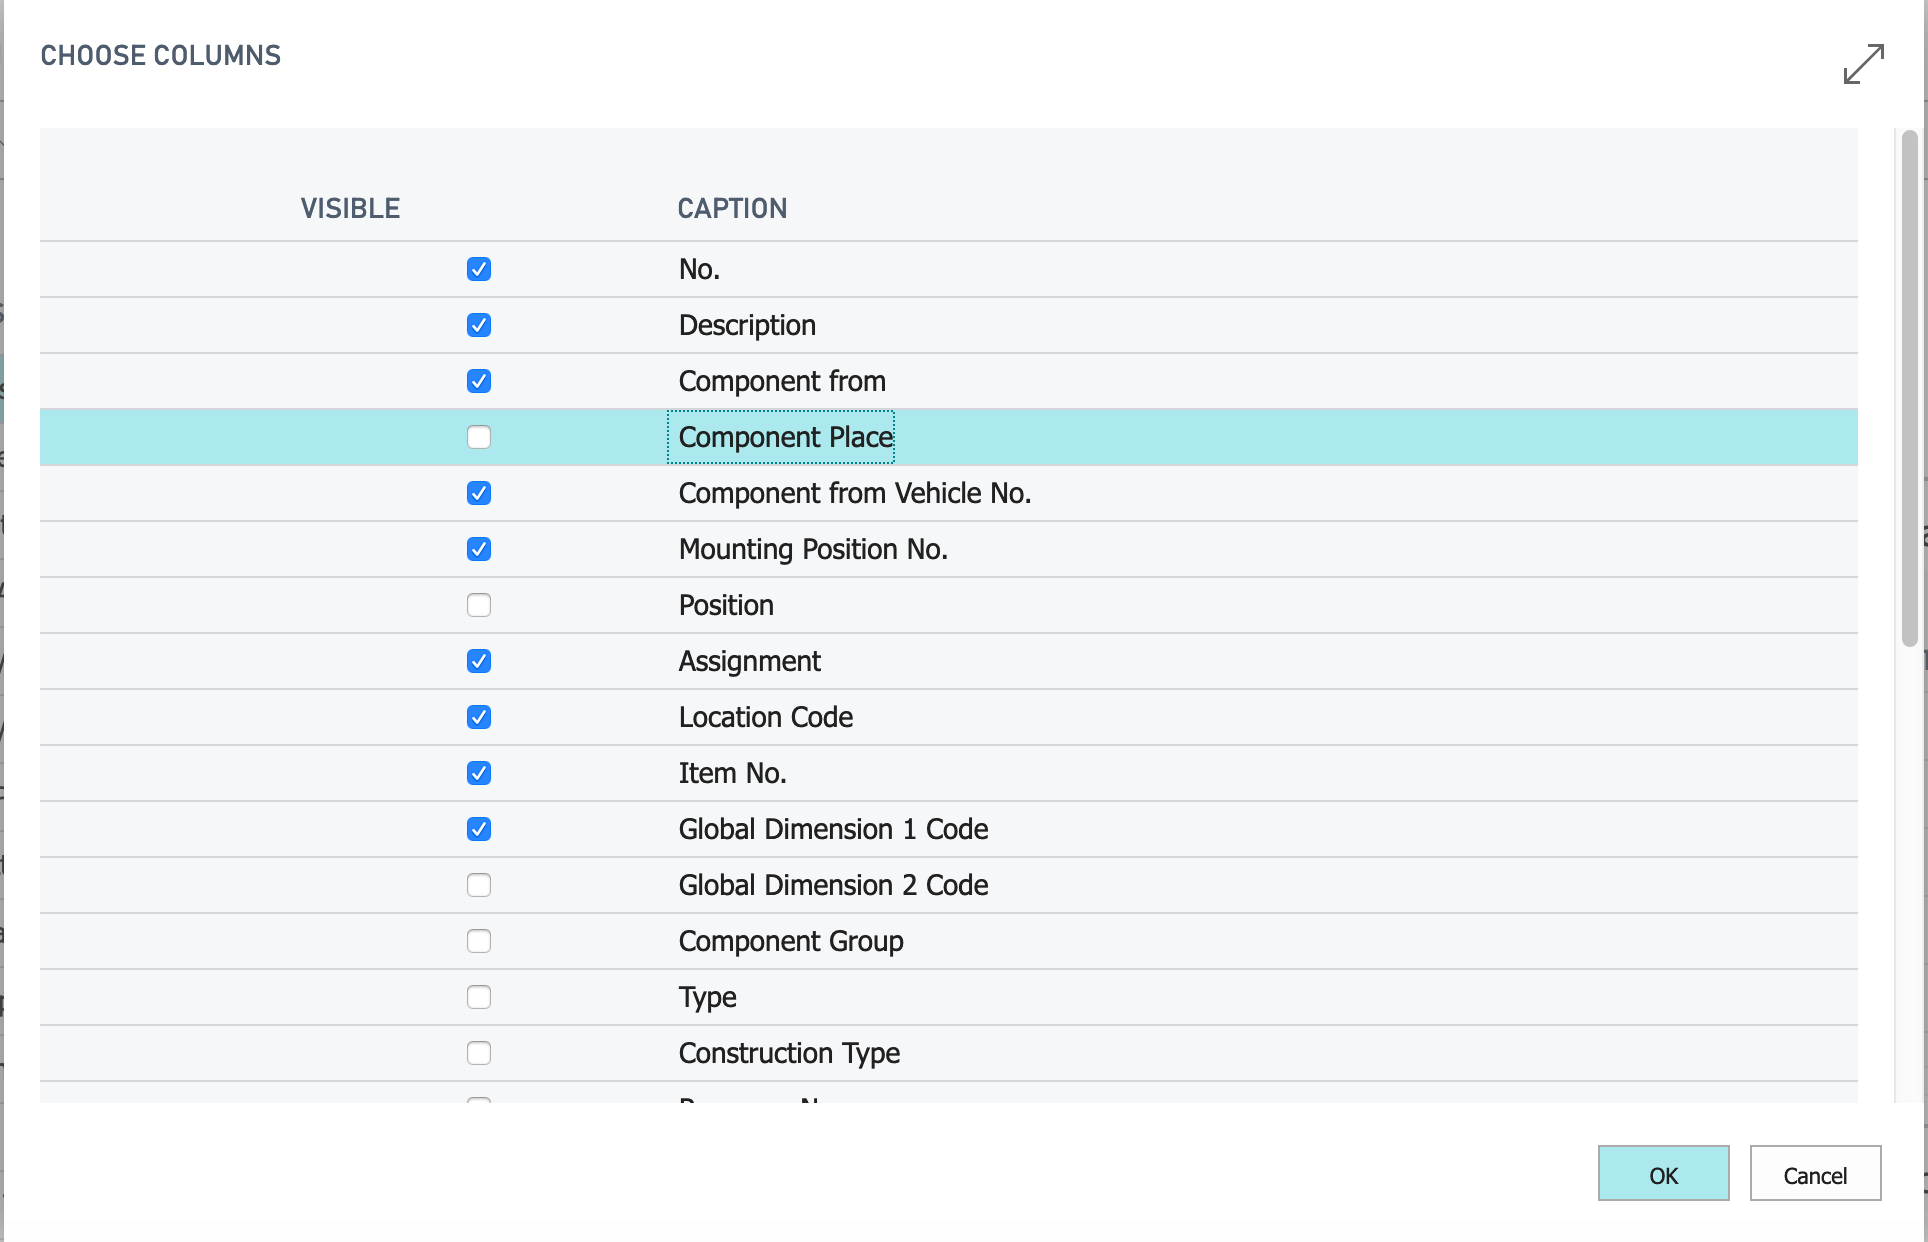 CHOOSE COLUMNS
VISIBLE CAPTION
No.
Description
Component from
Component Place
Component from Vehicle No.
Mounting Position No.
Position
Assignment
Location Code
Item No.
Global Dimension 1 Code
Global Dimension 2 Code
Component Group
Type
Construction Type
OK Cancel